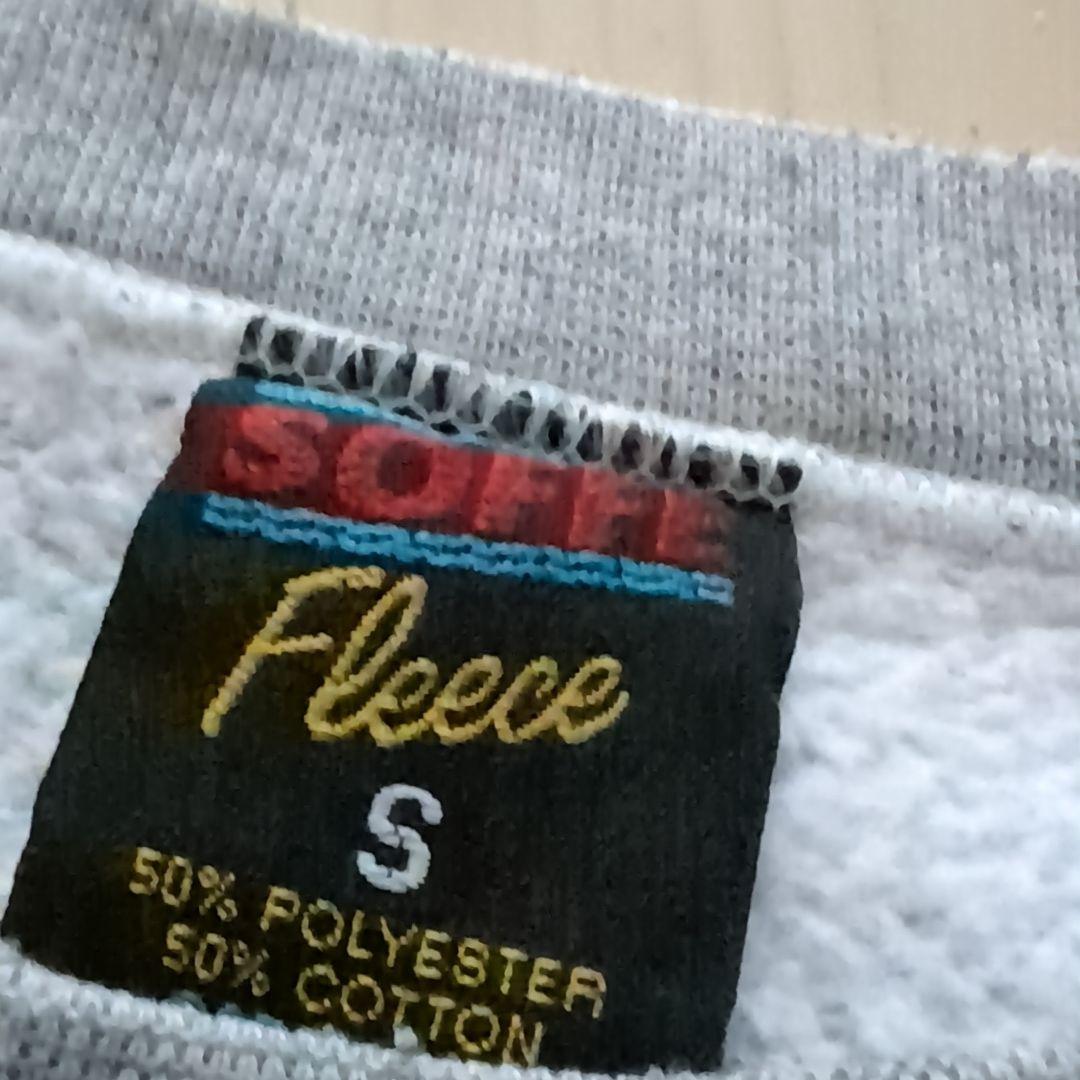 SOFFE
Fleece
S
50% POLYESTER
50% COTTON